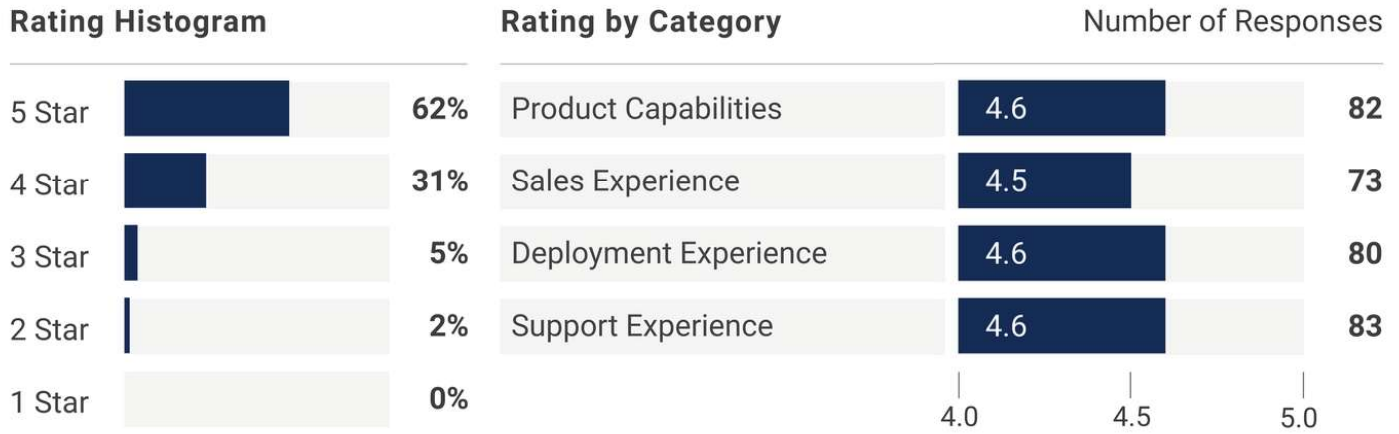 Rating Histogram
5 Star 62%
4 Star 31%
3 Star 5%
2 Star 2%
1 Star 0%
Rating by Category Number of Responses
Product Capabilities 4.6 82
Sales Experience 4.5 73
Deployment Experience 4.6 80
Support Experience 4.6 83
4.0 4.5 5.0